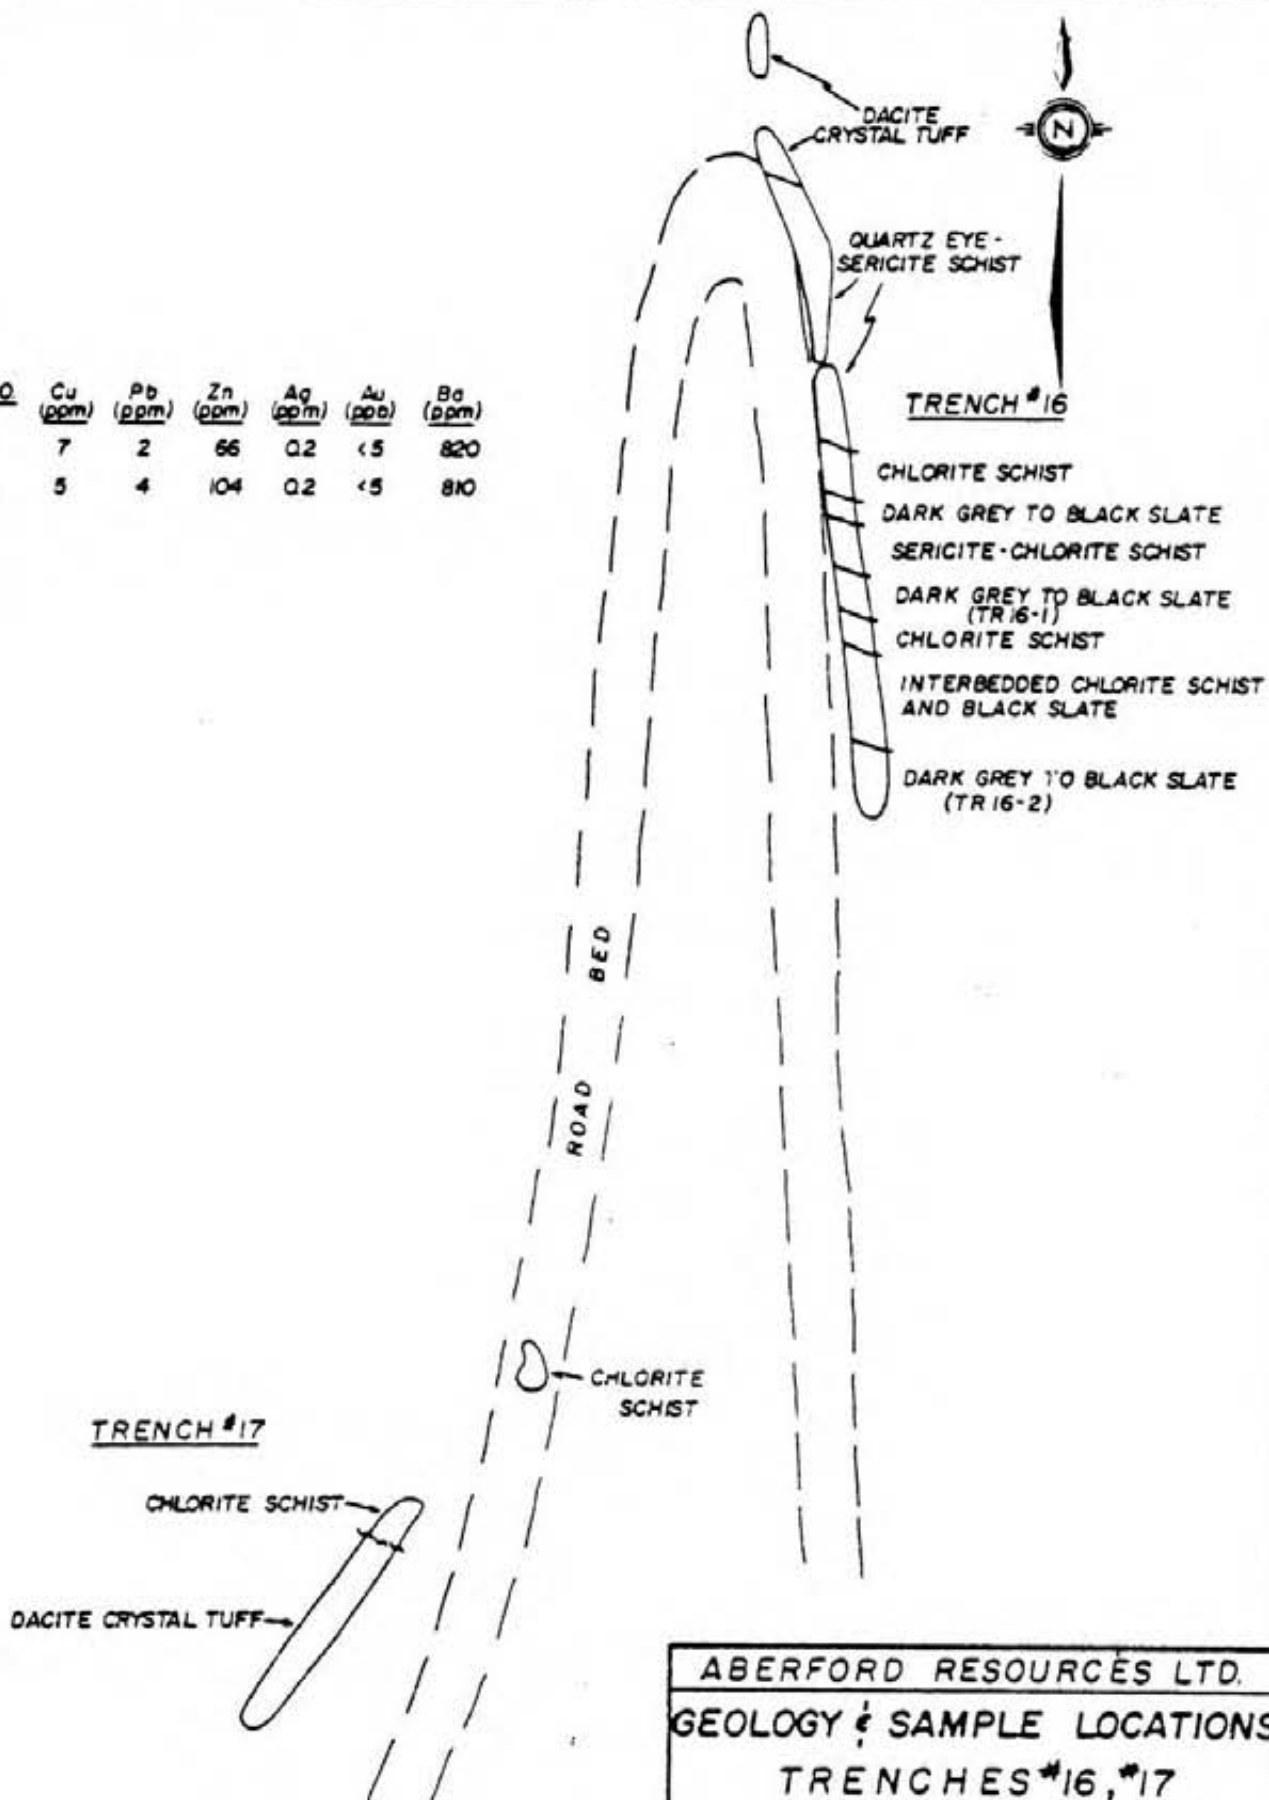 DACITE
CRYSTAL TUFF
N
QUARTZ EYE -
SERICITE SCHIST
O. Cu Pb Zn Ag Au Ba
(ppm) (ppm) (ppm) (ppm) (ppb) (ppm)
7 2 66 0.2 <5 820
5 4 104 0.2 <5 810
TRENCH #16
CHLORITE SCHIST
DARK GREY TO BLACK SLATE
SERICITE-CHLORITE SCHIST
DARK GREY TO BLACK SLATE
(TR 16-1)
CHLORITE SCHIST
INTERBEDDED CHLORITE SCHIST
AND BLACK SLATE
DARK GREY TO BLACK SLATE
(TR 16-2)
ROAD BED
CHLORITE
SCHIST
TRENCH #17
CHLORITE SCHIST
DACITE CRYSTAL TUFF
ABERFORD RESOURCES LTD.
GEOLOGY & SAMPLE LOCATIONS
TRENCHES #16, #17